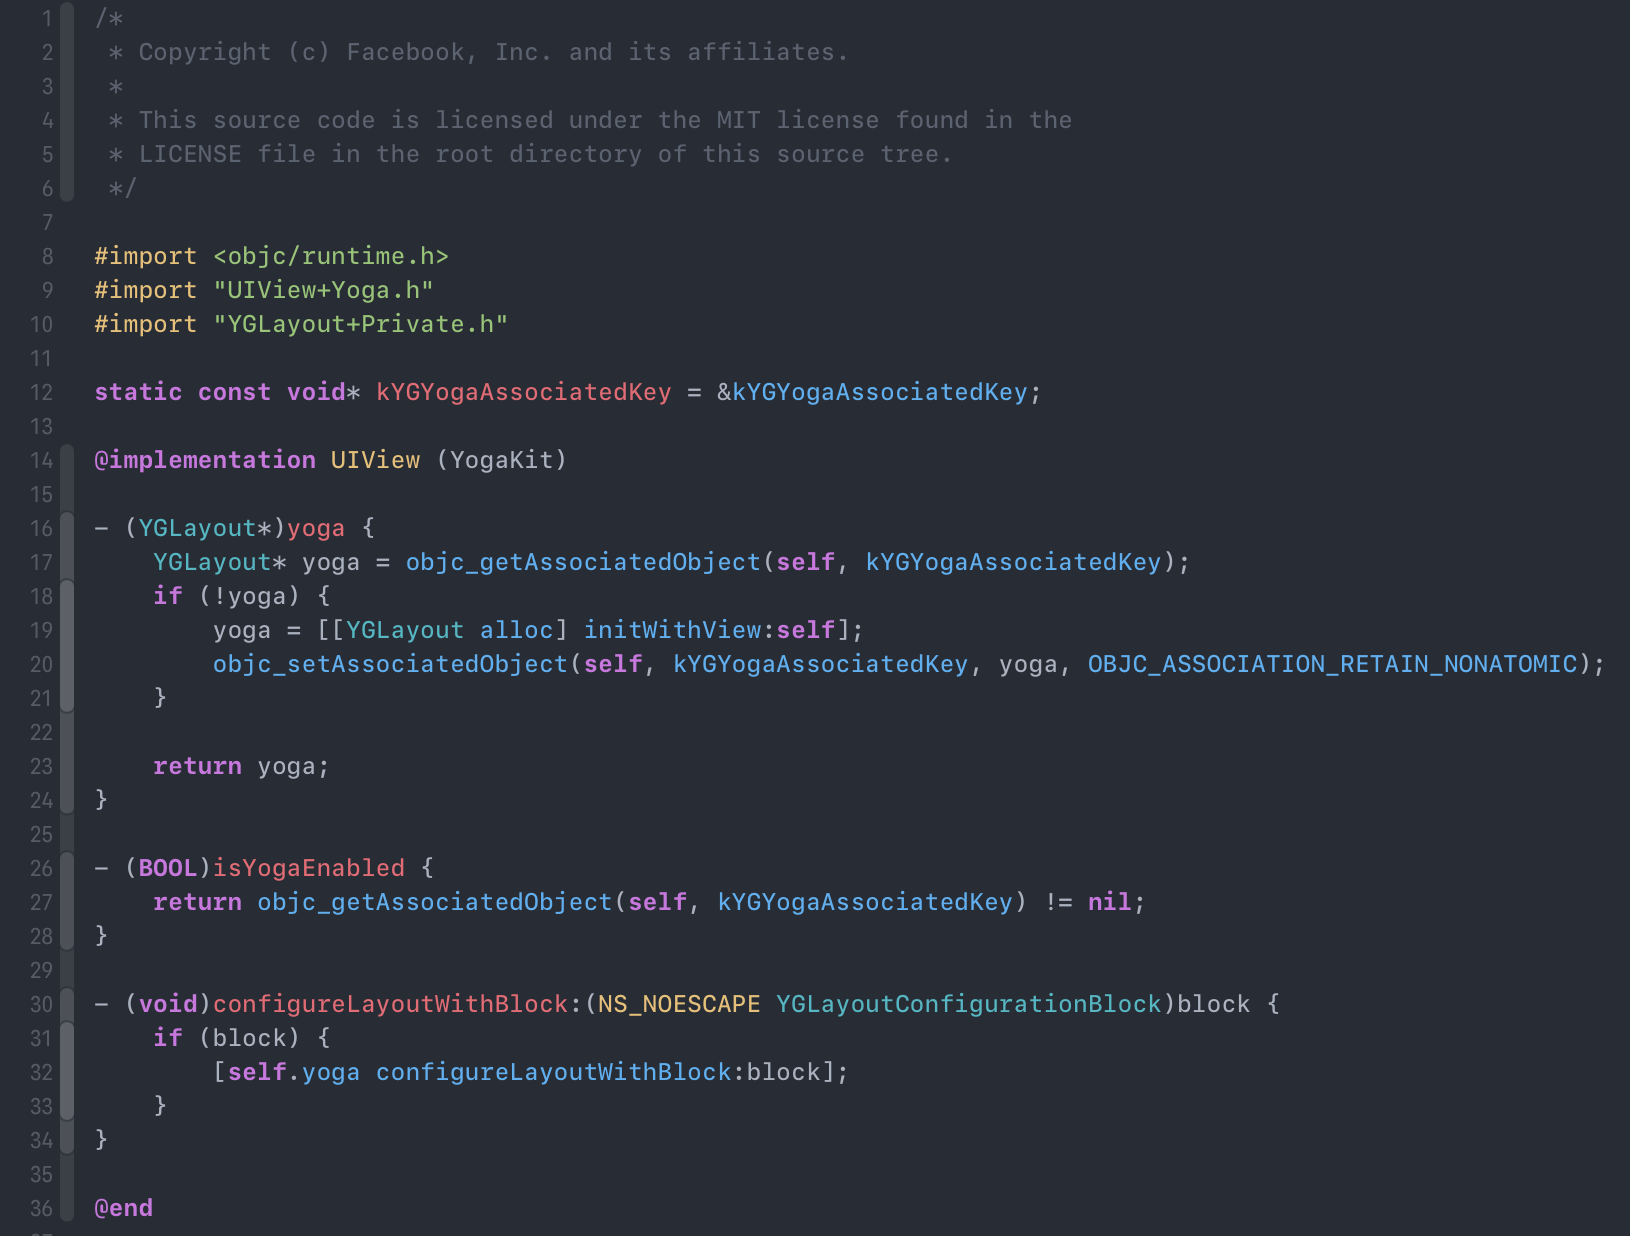 1 /*
2  * Copyright (c) Facebook, Inc. and its affiliates.
3  *
4  * This source code is licensed under the MIT license found in the
5  * LICENSE file in the root directory of this source tree.
6  */
7
8 #import <objc/runtime.h>
9 #import "UIView+Yoga.h"
10 #import "YGLayout+Private.h"
11
12 static const void* kYGYogaAssociatedKey = &kYGYogaAssociatedKey;
13
14 @implementation UIView (YogaKit)
15
16 - (YGLayout*)yoga {
17     YGLayout* yoga = objc_getAssociatedObject(self, kYGYogaAssociatedKey);
18     if (!yoga) {
19         yoga = [[YGLayout alloc] initWithView:self];
20         objc_setAssociatedObject(self, kYGYogaAssociatedKey, yoga, OBJC_ASSOCIATION_RETAIN_NONATOMIC);
21     }
22
23     return yoga;
24 }
25
26 - (BOOL)isYogaEnabled {
27     return objc_getAssociatedObject(self, kYGYogaAssociatedKey) != nil;
28 }
29
30 - (void)configureLayoutWithBlock:(NS_NOESCAPE YGLayoutConfigurationBlock)block {
31     if (block) {
32         [self.yoga configureLayoutWithBlock:block];
33     }
34 }
35
36 @end